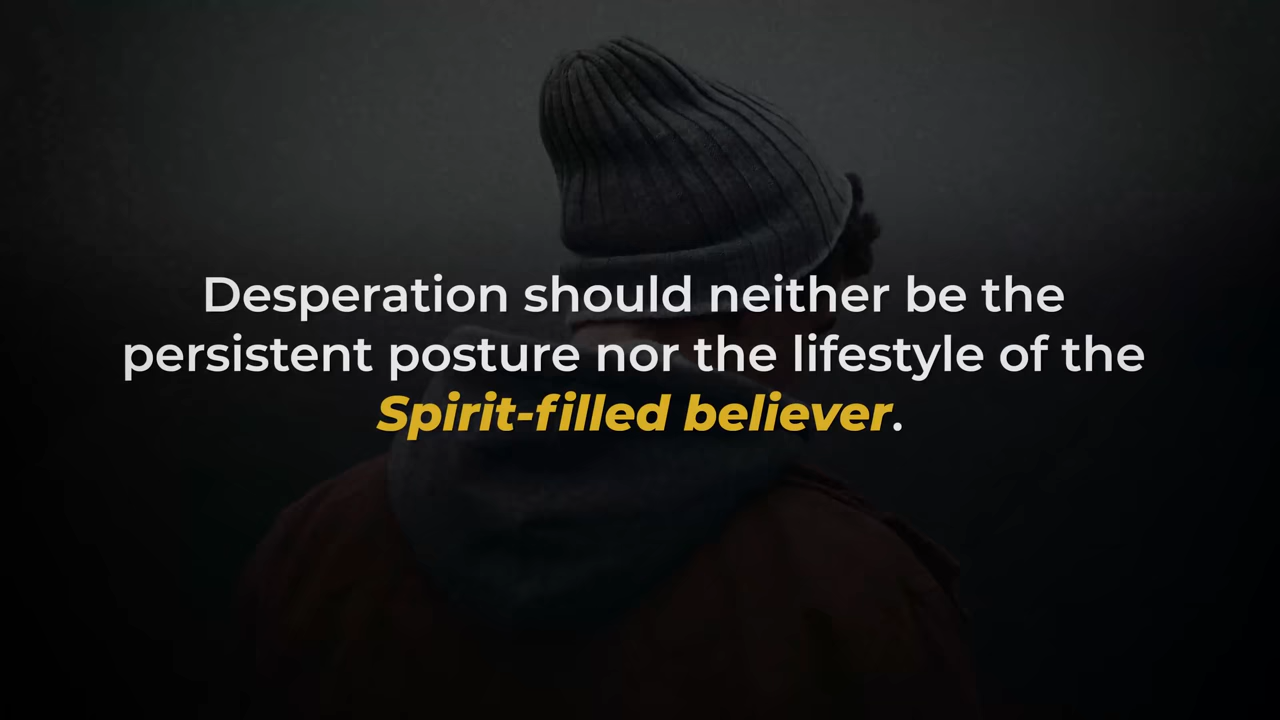 Desperation should neither be the
persistent posture nor the lifestyle of the
Spirit-filled believer.